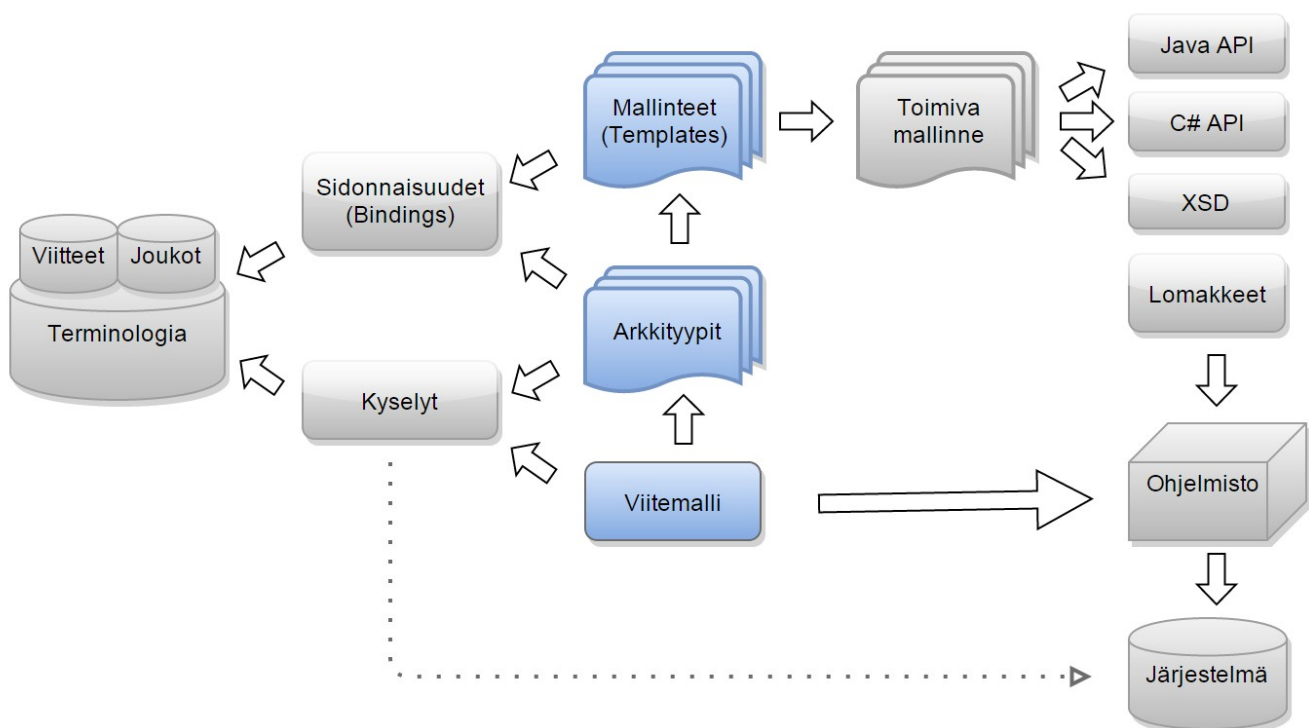 Mallinteet
(Templates)
Toimiva
mallinne
Java API
C# API
XSD
Lomakkeet
Sidonnaisuudet
(Bindings)
Viitteet
Joukot
Terminologia
Arkkityypit
Kyselyt
Viitemalli
Ohjelmisto
Järjestelmä